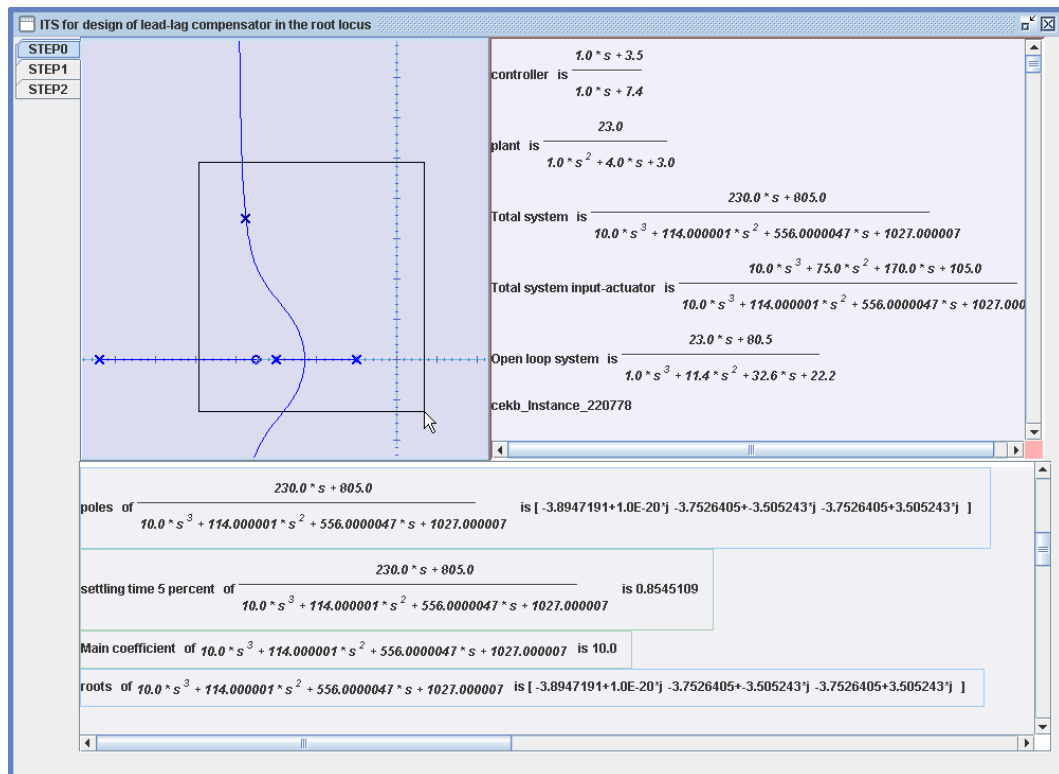 ITS for design of lead-lag compensator in the root locus
STEP0
STEP1
STEP2
1.0 * s + 3.5
controller is
1.0 * s + 7.4
23.0
plant is
1.0 * s 2 + 4.0 * s + 3.0
230.0 * s + 805.0
Total system is
10.0 * s 3 + 114.000001 * s 2 + 556.0000047 * s + 1027.000007
10.0 * s 3 + 75.0 * s 2 + 170.0 * s + 105.0
Total system input-actuator is
10.0 * s 3 + 114.000001 * s 2 + 556.0000047 * s + 1027.000
23.0 * s + 80.5
Open loop system is
1.0 * s 3 + 11.4 * s 2 + 32.6 * s + 22.2
cekb_Instance_220778
230.0 * s + 805.0
poles of is [ -3.8947191+1.0E-20*j -3.7526405+-3.505243*j -3.7526405+3.505243*j ]
10.0 * s 3 + 114.000001 * s 2 + 556.0000047 * s + 1027.000007
230.0 * s + 805.0
settling time 5 percent of is 0.8545109
10.0 * s 3 + 114.000001 * s 2 + 556.0000047 * s + 1027.000007
Main coefficient of 10.0 * s 3 + 114.000001 * s 2 + 556.0000047 * s + 1027.000007 is 10.0
roots of 10.0 * s 3 + 114.000001 * s 2 + 556.0000047 * s + 1027.000007 is [ -3.8947191+1.0E-20*j -3.7526405+-3.505243*j -3.7526405+3.505243*j ]